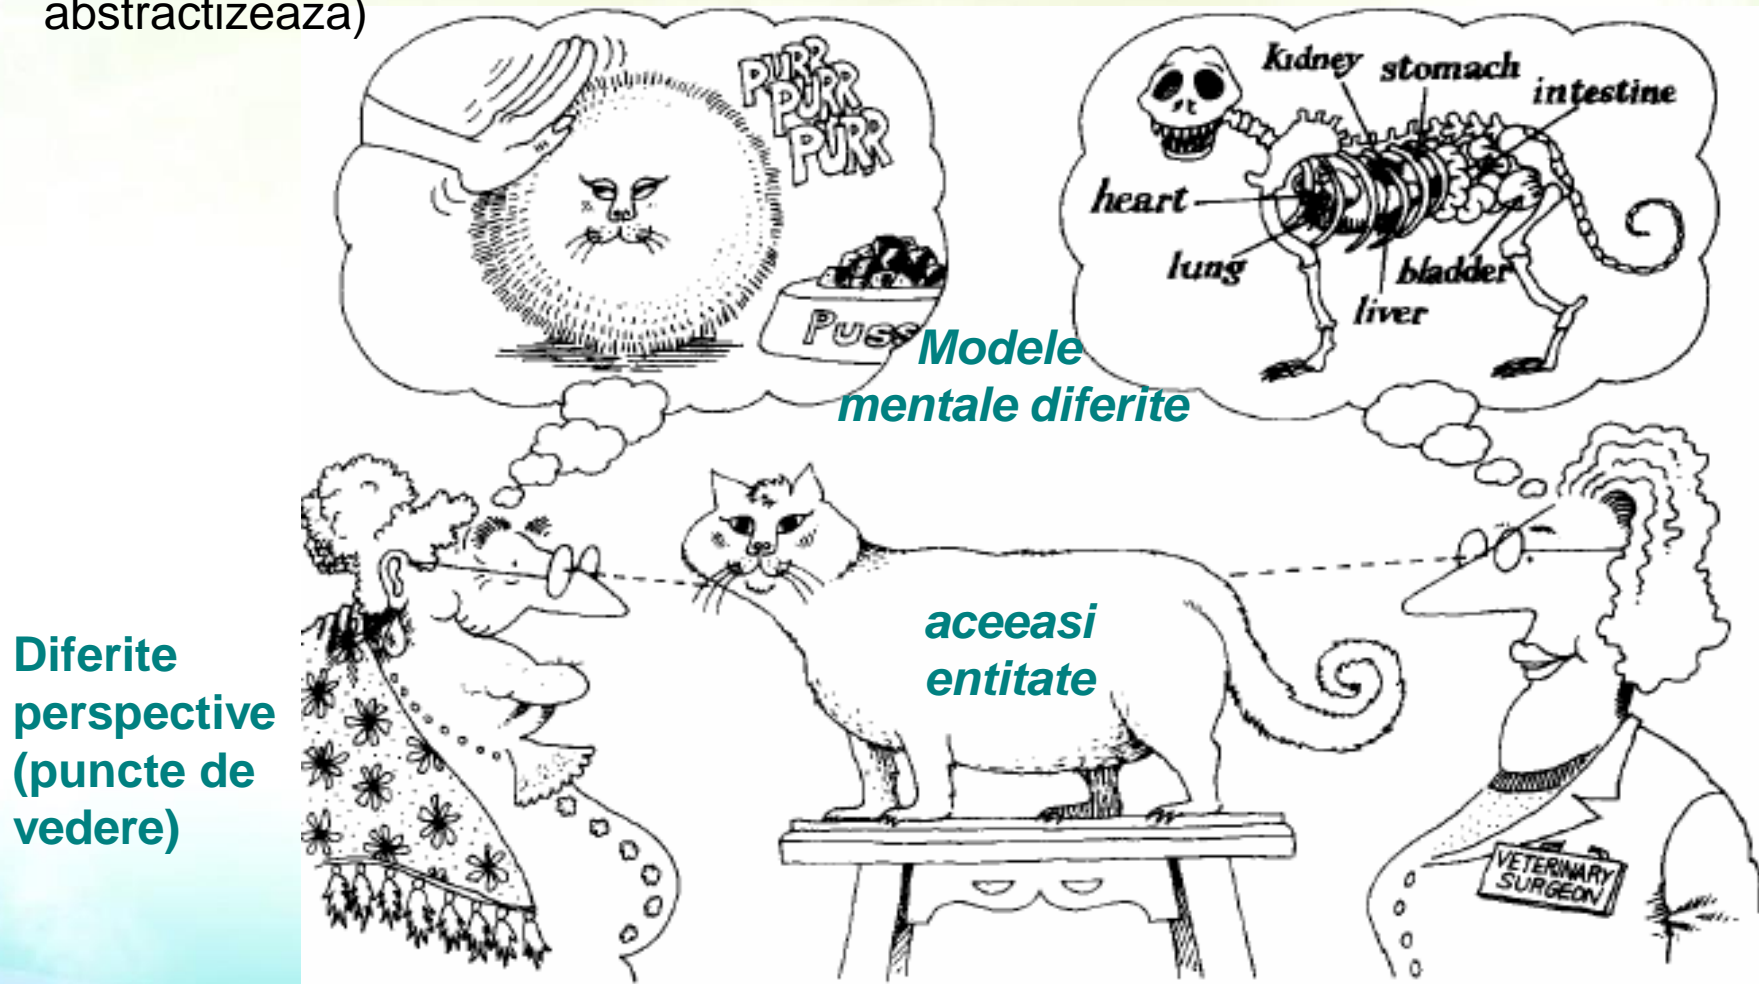 abstractizeaza)
PURR
PURR
PURR
PUSS
kidney
stomach
intestine
heart
lung
bladder
liver
Modele
mentale diferite
aceeasi
entitate
Diferite
perspective
(puncte de
vedere)
VETERINARY
SURGEON